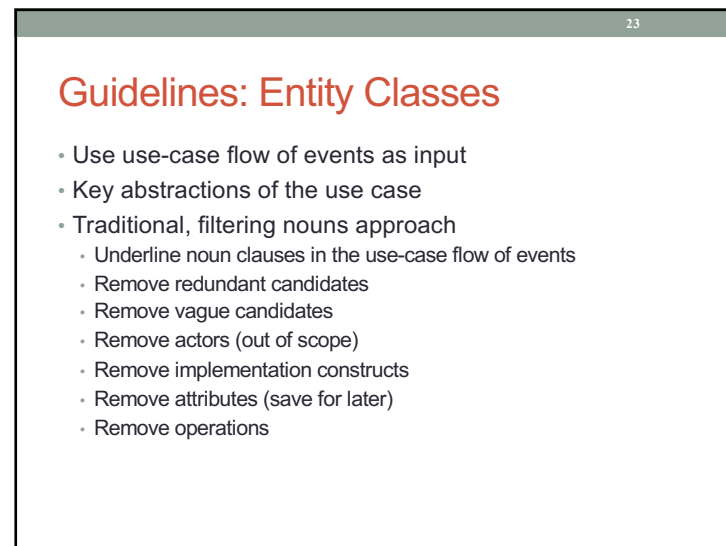 23
Guidelines: Entity Classes
• Use use-case flow of events as input
• Key abstractions of the use case
• Traditional, filtering nouns approach
• Underline noun clauses in the use-case flow of events
• Remove redundant candidates
• Remove vague candidates
• Remove actors (out of scope)
• Remove implementation constructs
• Remove attributes (save for later)
• Remove operations